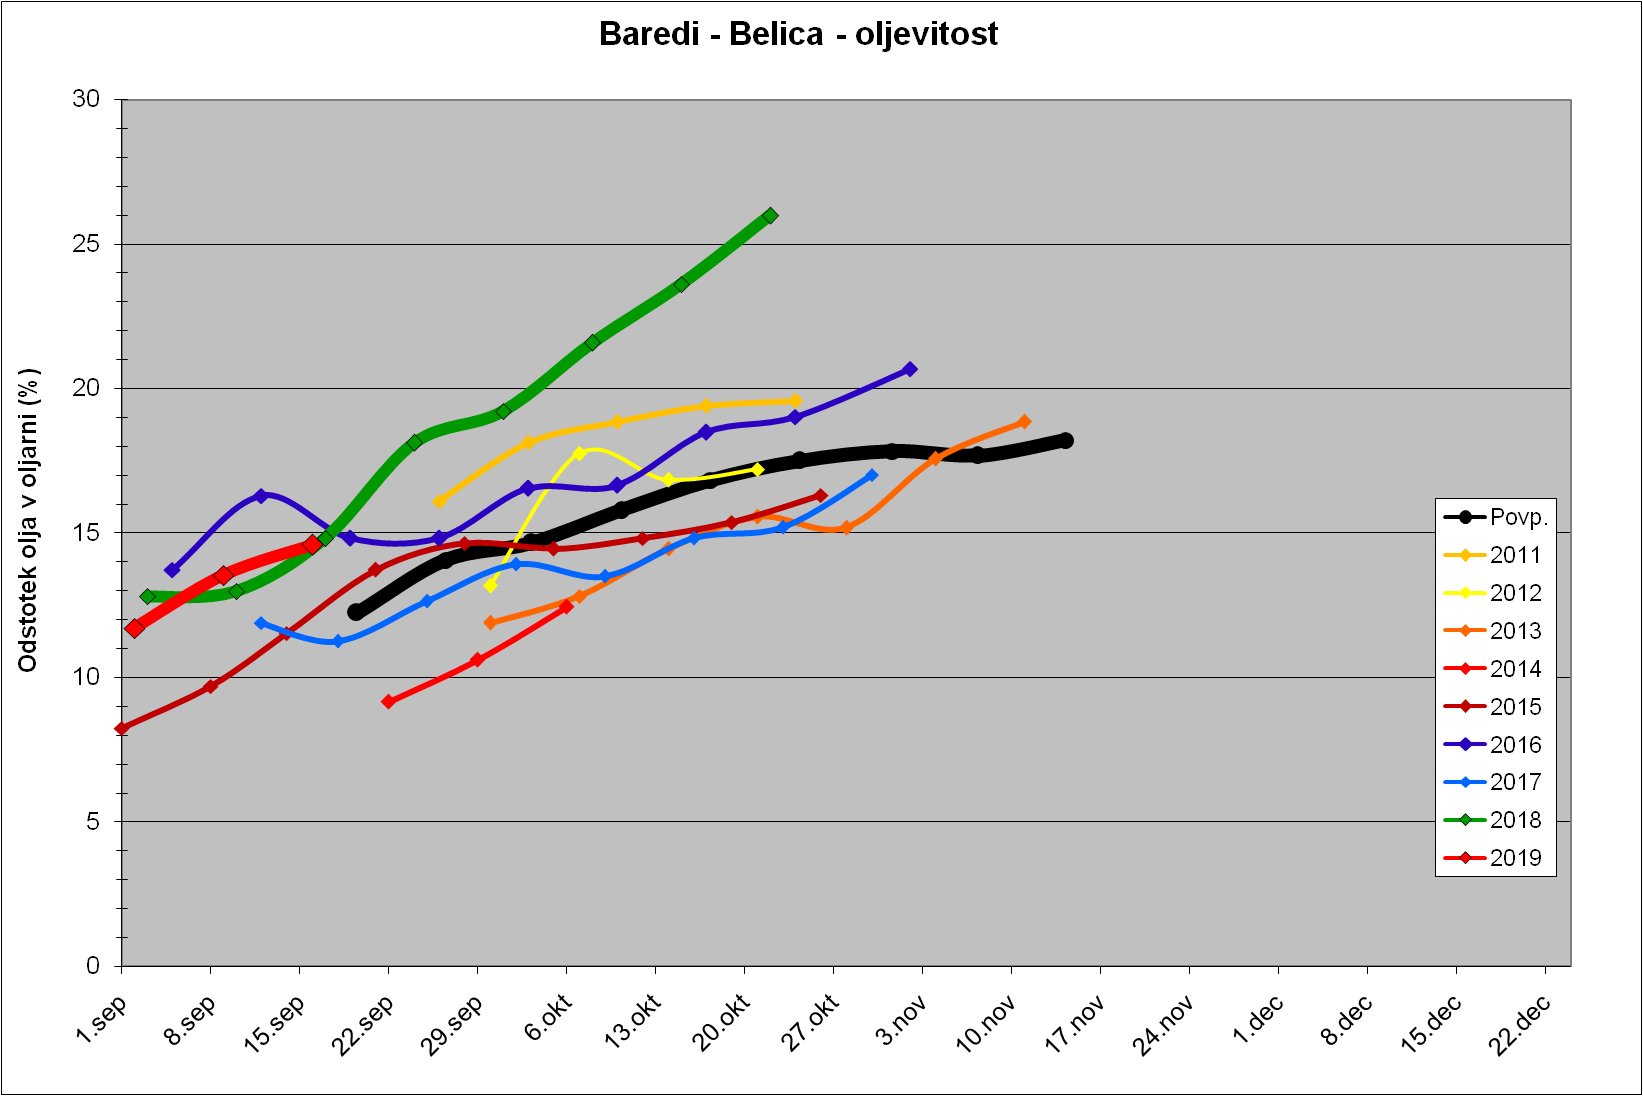 Baredi - Belica - oljevitost
Odstotek olja v oljarni (%)
30
25
20
15
10
5
0
1.sep
8.sep
15.sep
22.sep
29.sep
6.okt
13.okt
20.okt
27.okt
3.nov
10.nov
17.nov
24.nov
1.dec
8.dec
15.dec
22.dec
Povp.
2011
2012
2013
2014
2015
2016
2017
2018
2019